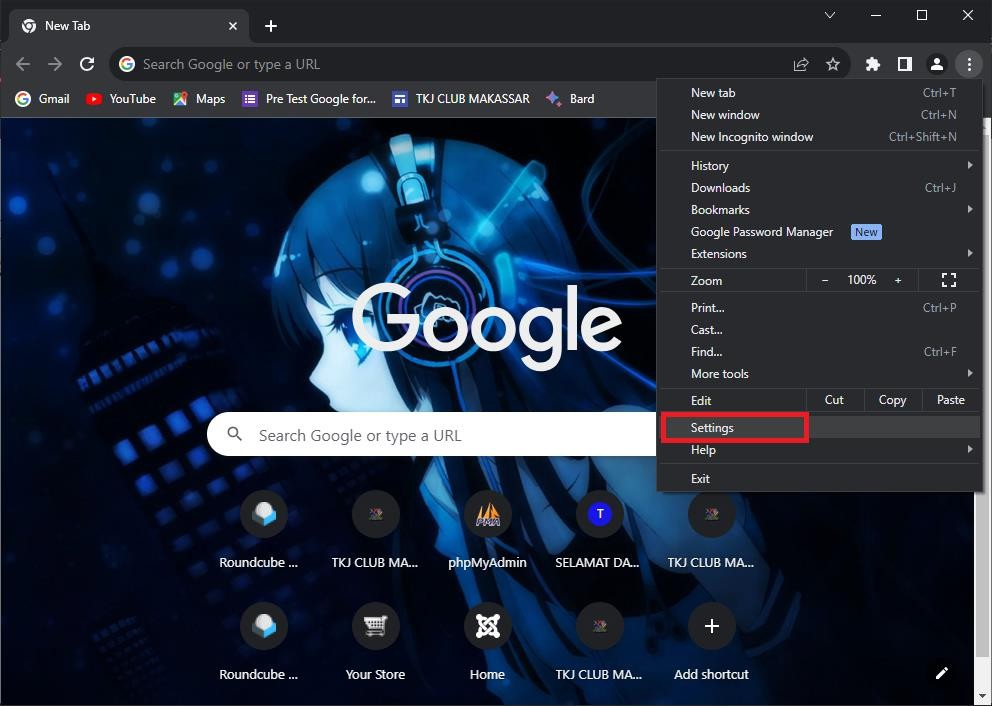 New Tab
Search Google or type a URL
Gmail YouTube Maps Pre Test Google for... TKJ CLUB MAKASSAR Bard
New tab Ctrl+T
New window Ctrl+N
New Incognito window Ctrl+Shift+N
History
Downloads Ctrl+J
Bookmarks
Google Password Manager New
Extensions
Zoom − 100% +
Print... Ctrl+P
Cast...
Find... Ctrl+F
More tools
Edit Cut Copy Paste
Settings
Help
Exit
Google
Search Google or type a URL
PMA T
Roundcube ... TKJ CLUB MA... phpMyAdmin SELAMAT DA... TKJ CLUB MA...
Roundcube ... Your Store Home TKJ CLUB MA... Add shortcut